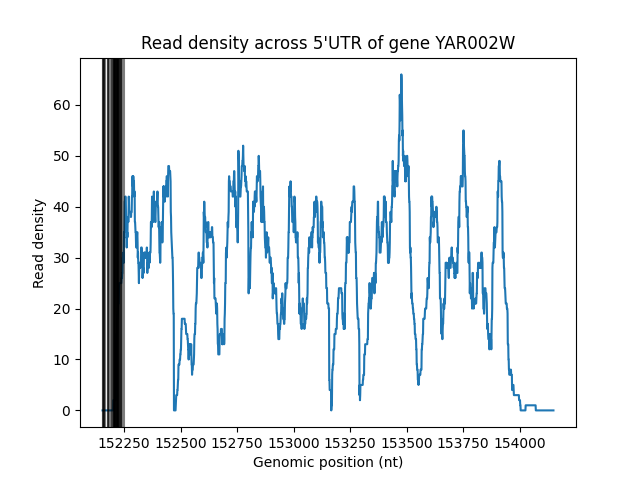 Read density across 5'UTR of gene YAR002W
Read density
60
50
40
30
20
10
0
152250 152500 152750 153000 153250 153500 153750 154000
Genomic position (nt)